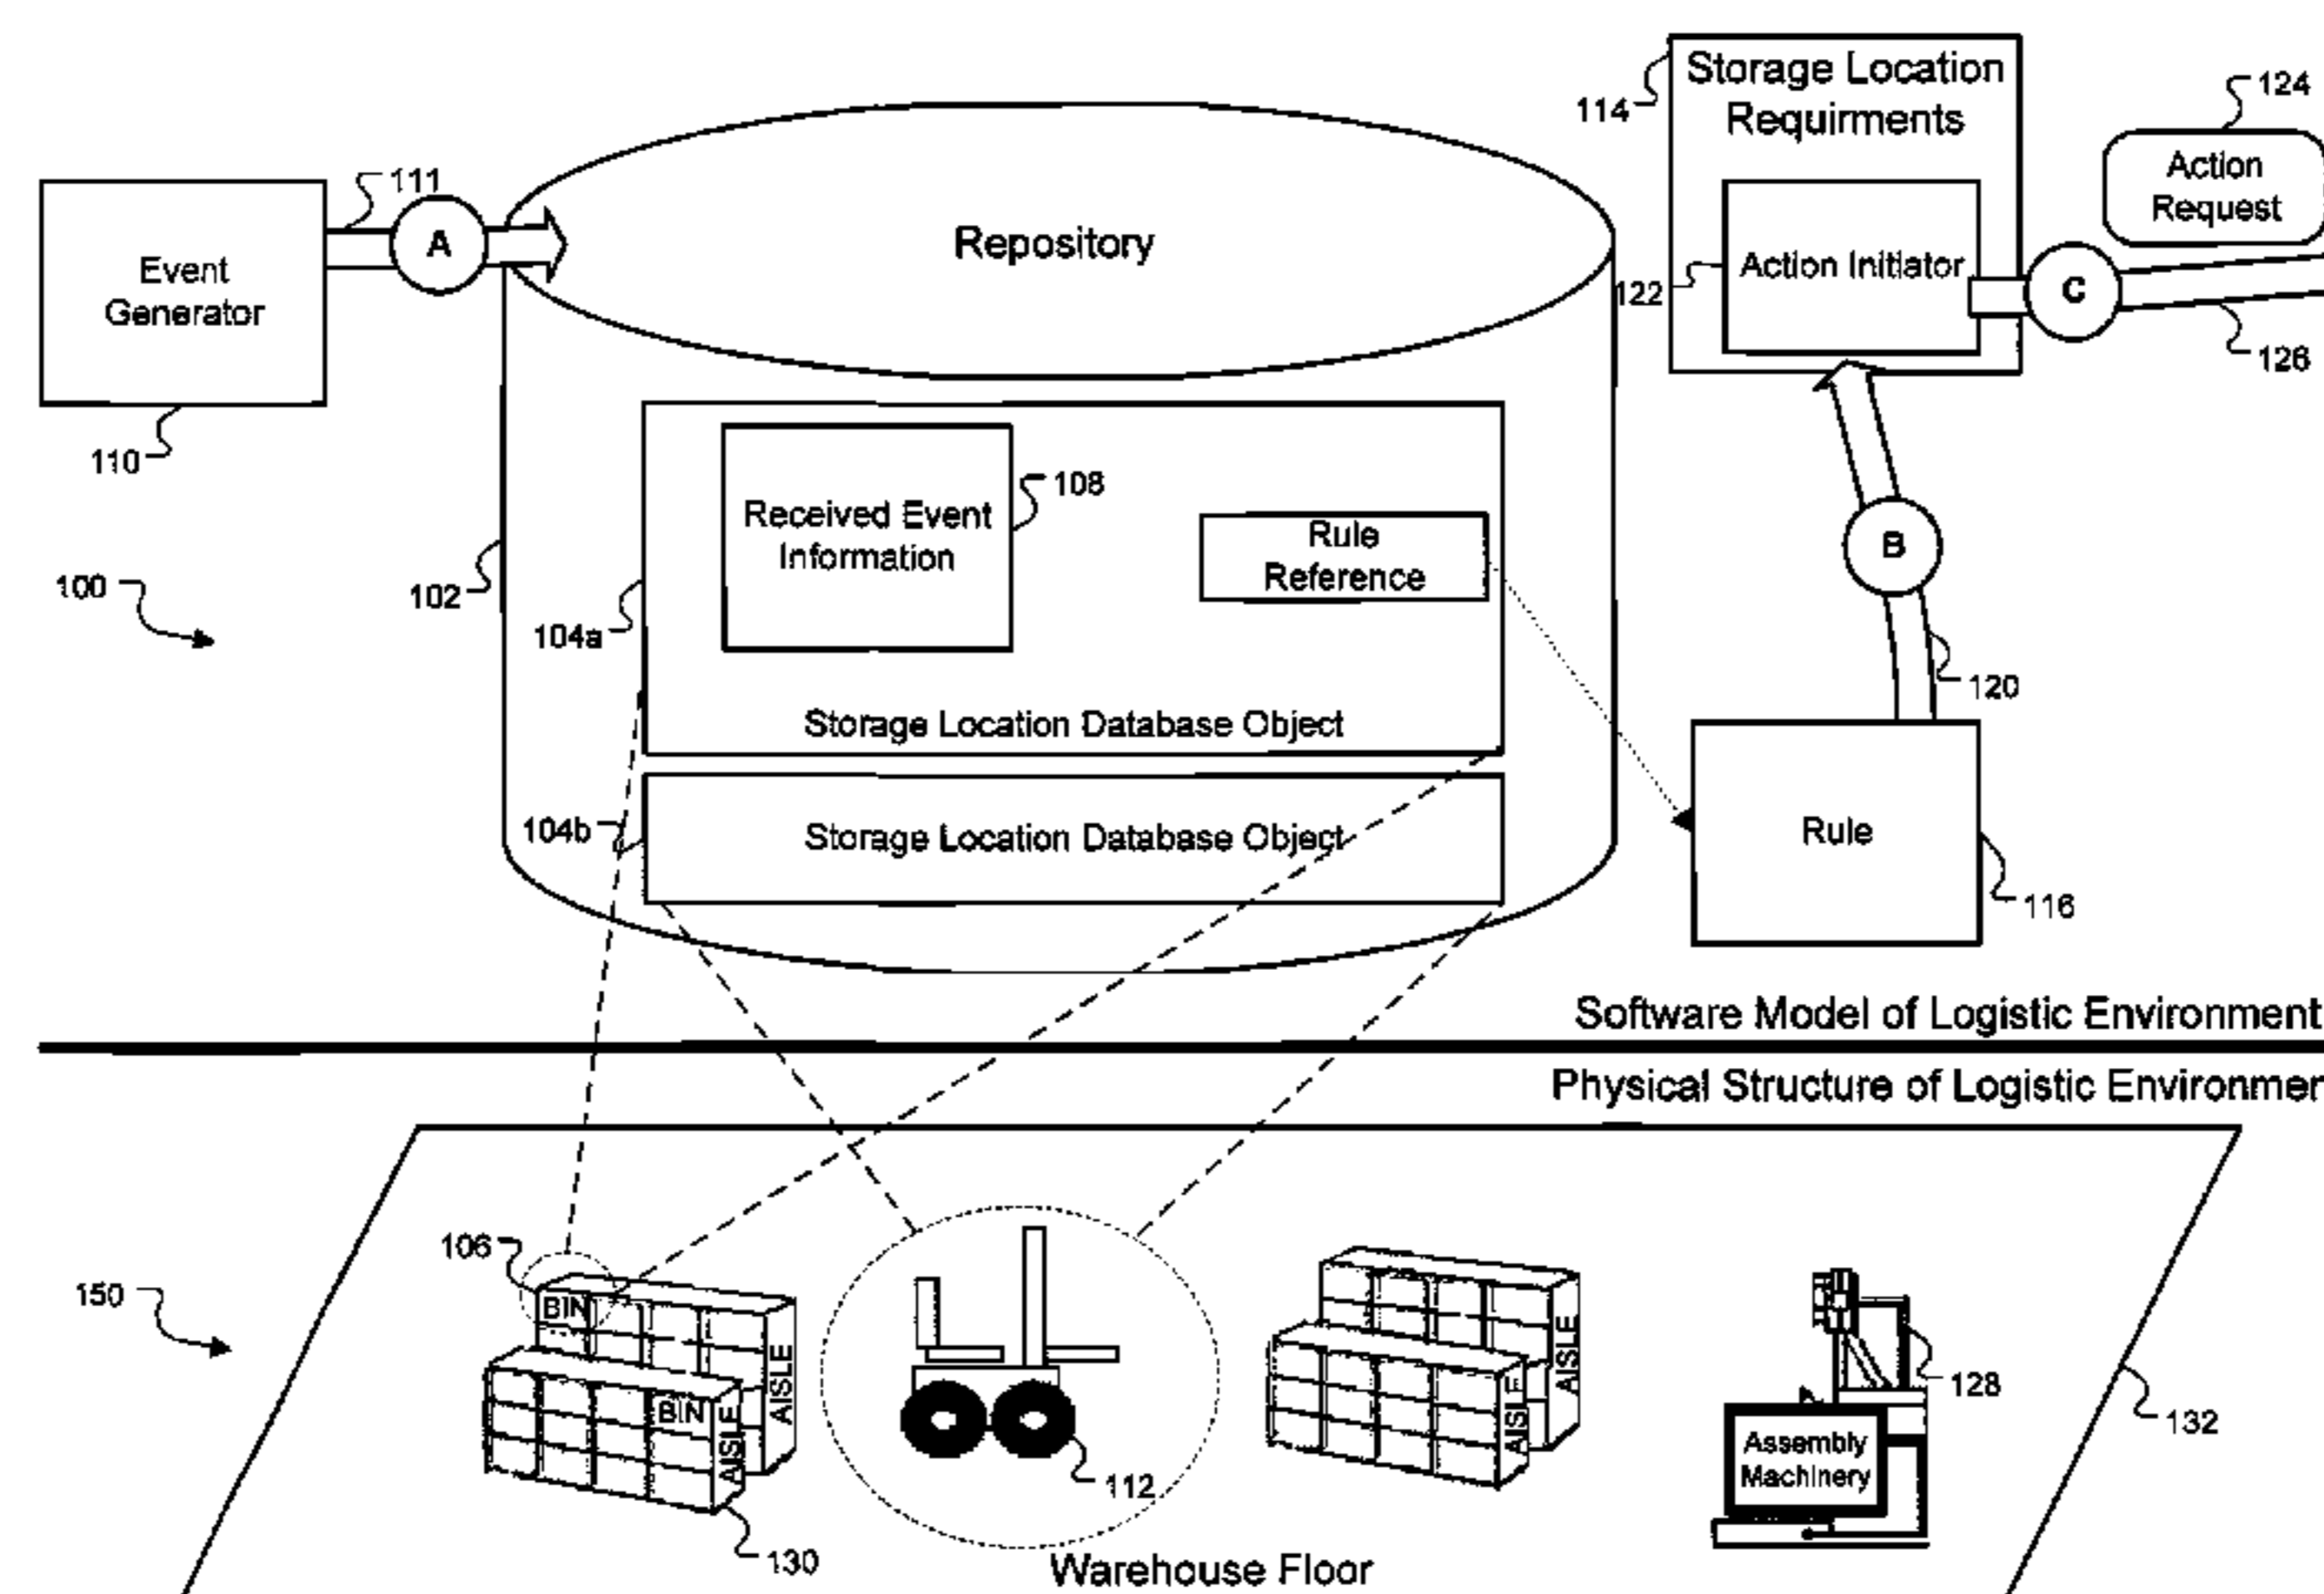 Storage Location
Requirments
114
124
Action
Request
111
A
Event
Generator
110
Repository
Action Initiator
122
C
126
108
Received Event
Information
Rule
Reference
B
100
102
104a
120
Storage Location Database Object
104b
Storage Location Database Object
Rule
116
Software Model of Logistic Environment
Physical Structure of Logistic Environmen
106
150
BIN
AISLE
BIN
AISLE
AISLE
AISLE
128
132
Assembly
Machinery
112
130
Warehouse Floor